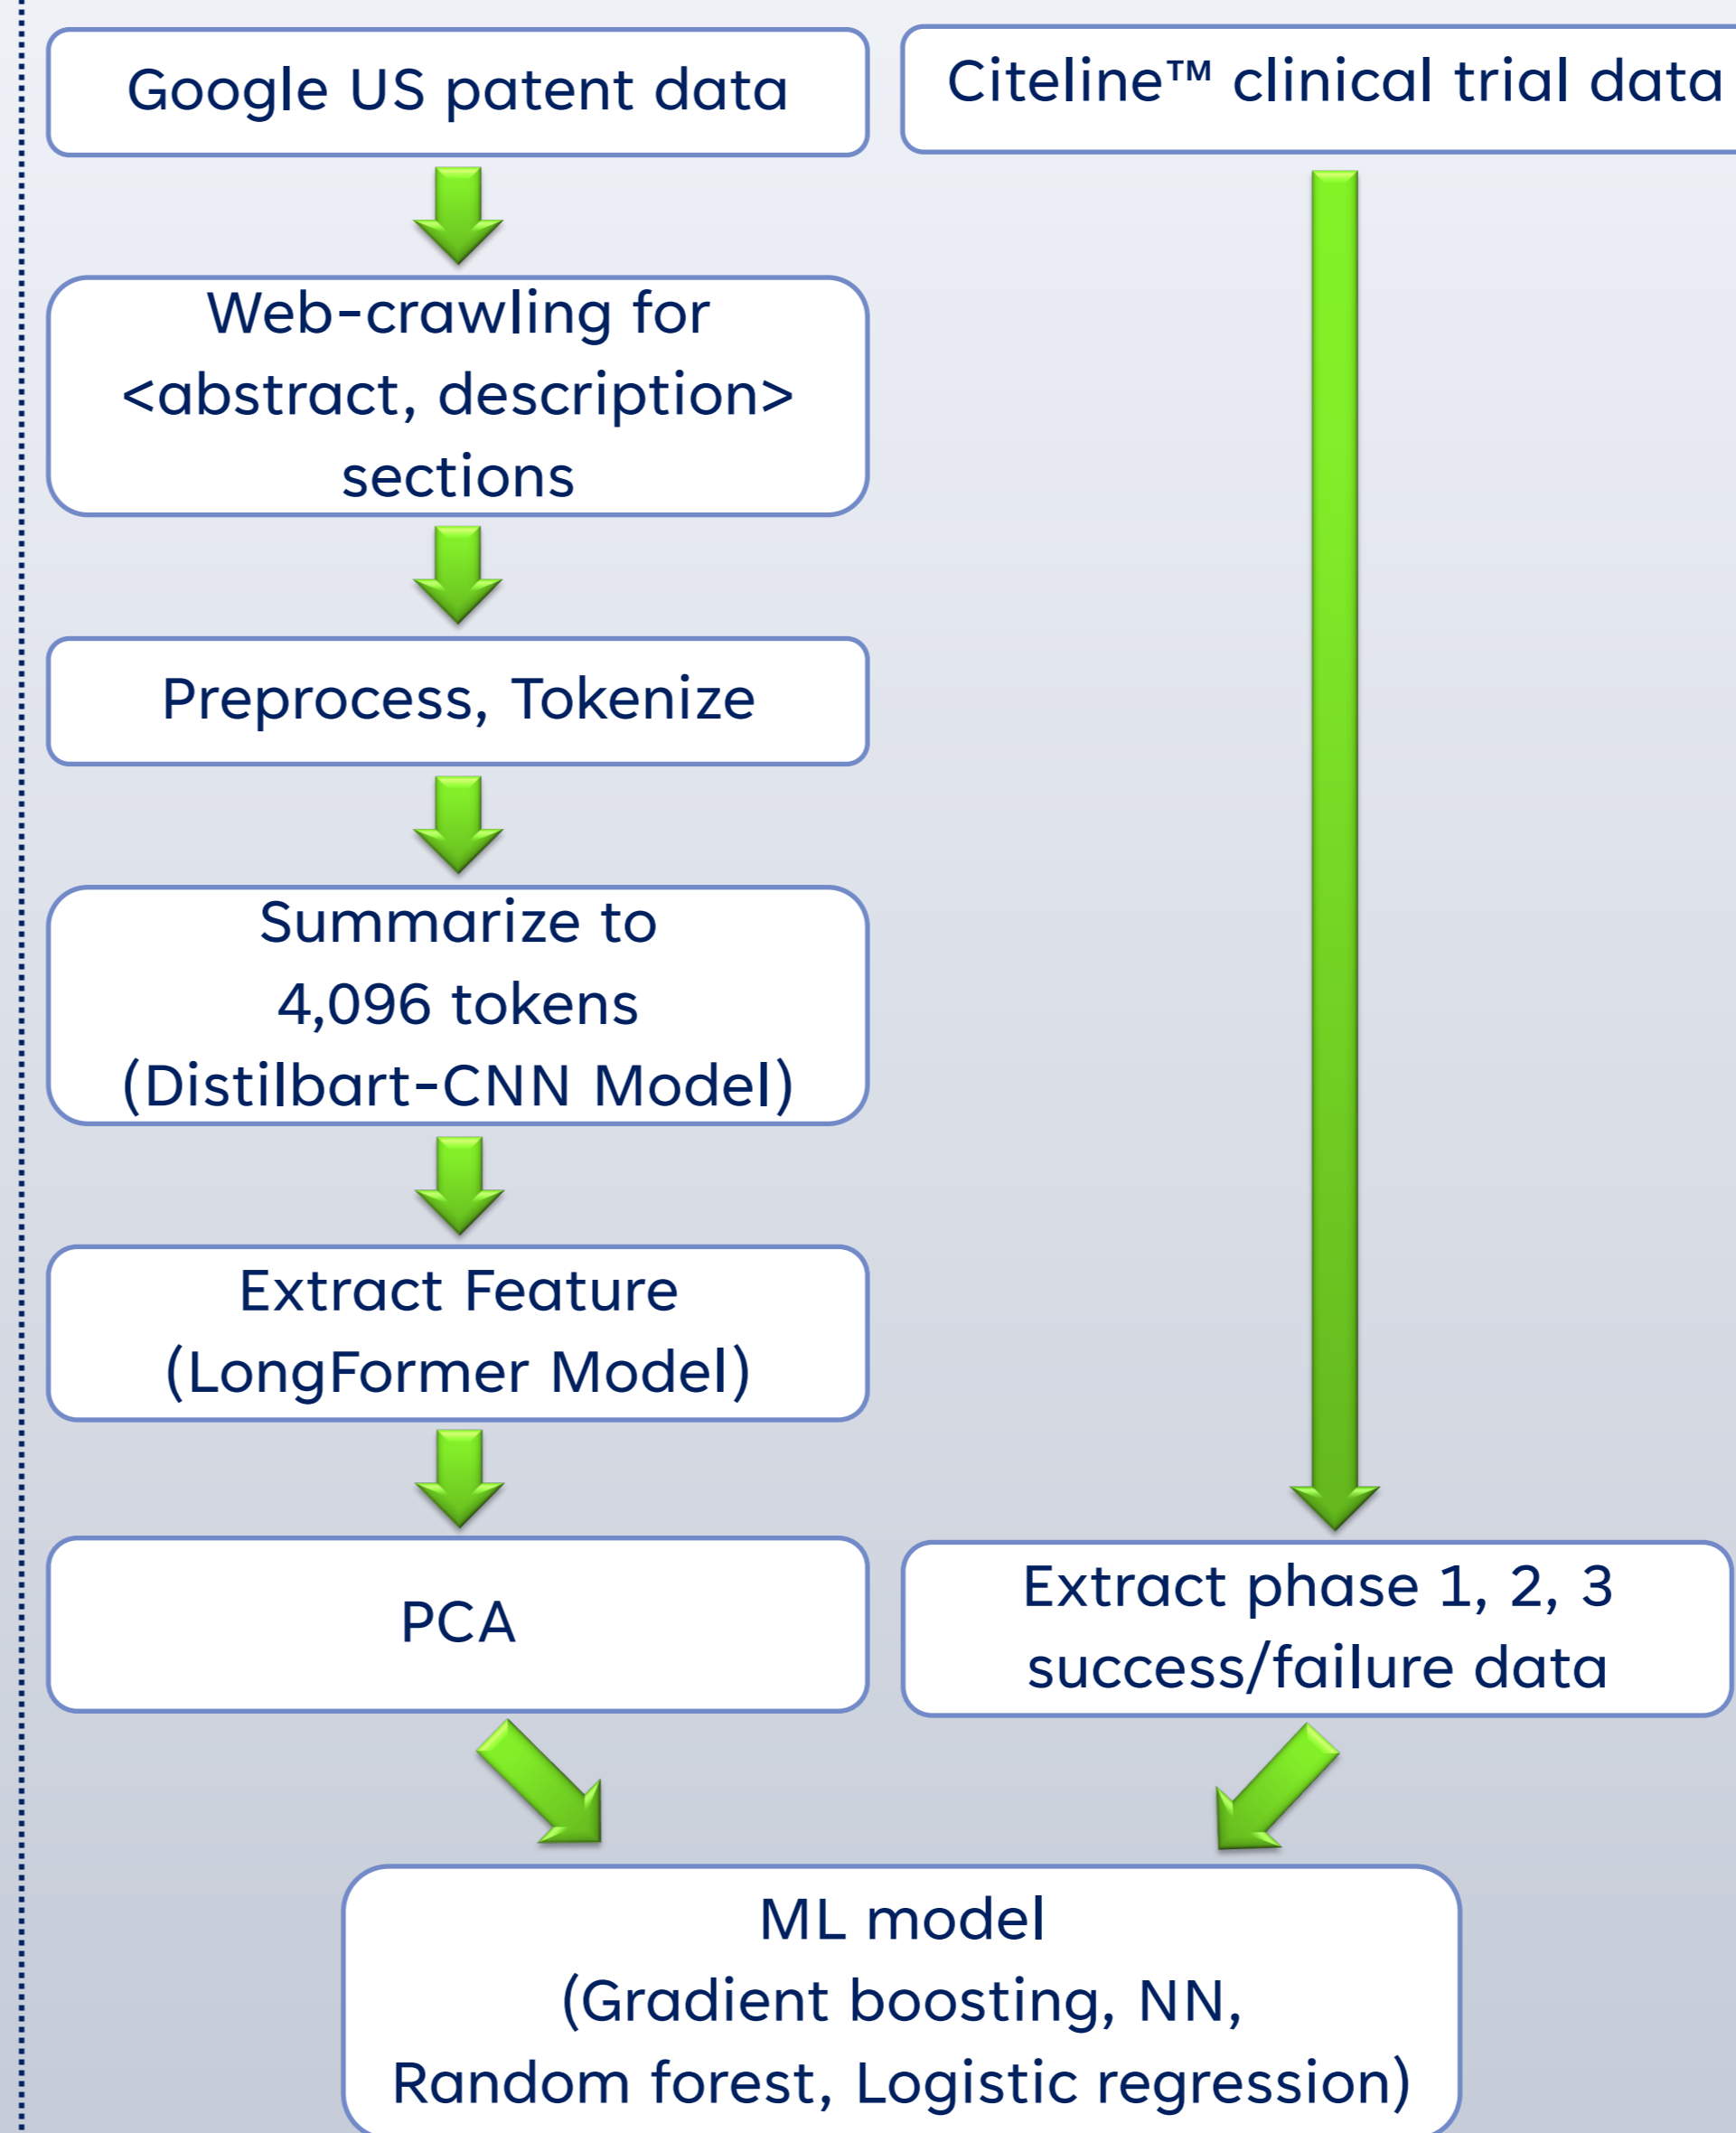 Google US patent data
Citeline™ clinical trial data
Web-crawling for
<abstract, description>
sections
Preprocess, Tokenize
Summarize to
4,096 tokens
(Distilbart-CNN Model)
Extract Feature
(LongFormer Model)
PCA
Extract phase 1, 2, 3
success/failure data
ML model
(Gradient boosting, NN,
Random forest, Logistic regression)